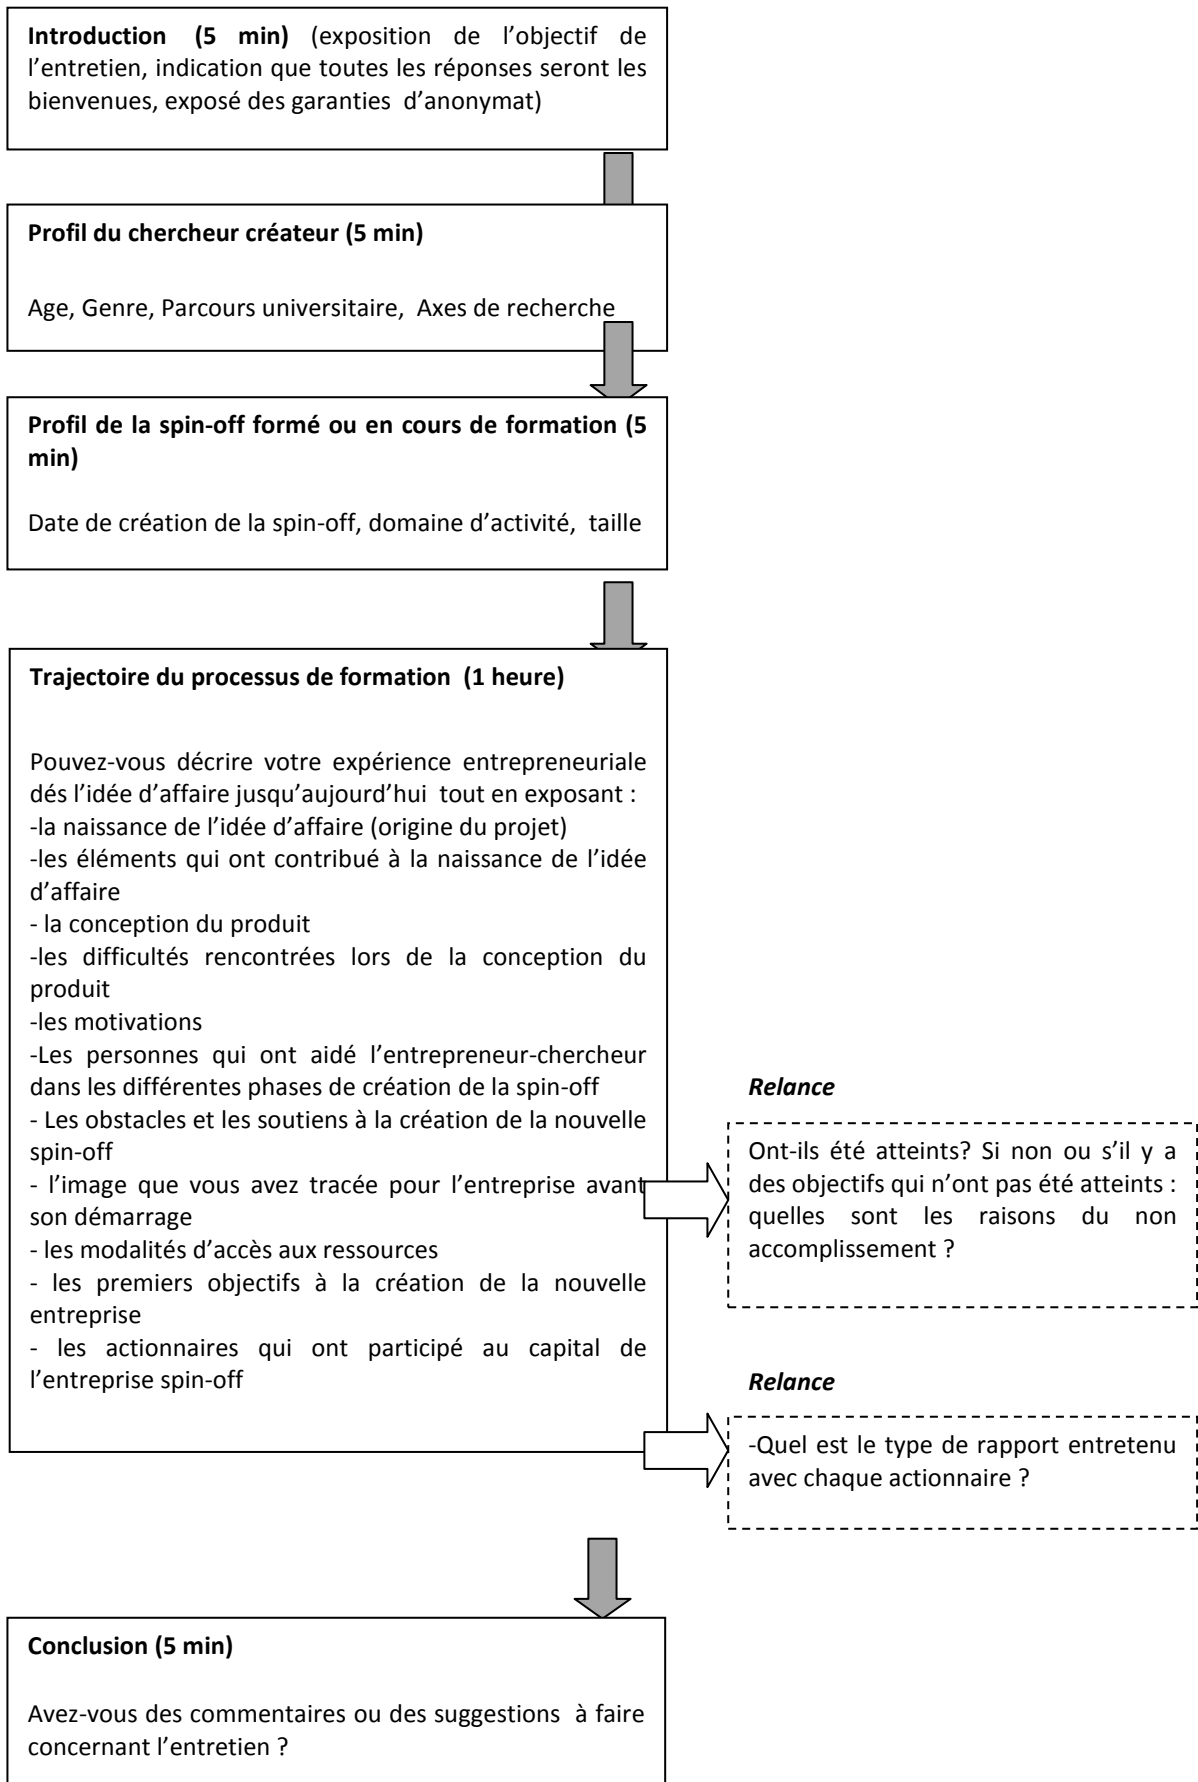 Introduction (5 min) (exposition de l’objectif de
l’entretien, indication que toutes les réponses seront les
bienvenues, exposé des garanties d’anonymat)
Profil du chercheur créateur (5 min)
Age, Genre, Parcours universitaire, Axes de recherche
Profil de la spin-off formé ou en cours de formation (5
min)
Date de création de la spin-off, domaine d’activité, taille
Trajectoire du processus de formation (1 heure)
Pouvez-vous décrire votre expérience entrepreneuriale
dés l’idée d’affaire jusqu’aujourd’hui tout en exposant :
-la naissance de l’idée d’affaire (origine du projet)
-les éléments qui ont contribué à la naissance de l’idée
d’affaire
- la conception du produit
-les difficultés rencontrées lors de la conception du
produit
-les motivations
-Les personnes qui ont aidé l’entrepreneur-chercheur
dans les différentes phases de création de la spin-off
- Les obstacles et les soutiens à la création de la nouvelle
spin-off
- l’image que vous avez tracée pour l’entreprise avant
son démarrage
- les modalités d’accès aux ressources
- les premiers objectifs à la création de la nouvelle
entreprise
- les actionnaires qui ont participé au capital de
l’entreprise spin-off
Relance
Ont-ils été atteints? Si non ou s’il y a
des objectifs qui n’ont pas été atteints :
quelles sont les raisons du non
accomplissement ?
Relance
-Quel est le type de rapport entretenu
avec chaque actionnaire ?
Conclusion (5 min)
Avez-vous des commentaires ou des suggestions à faire
concernant l’entretien ?